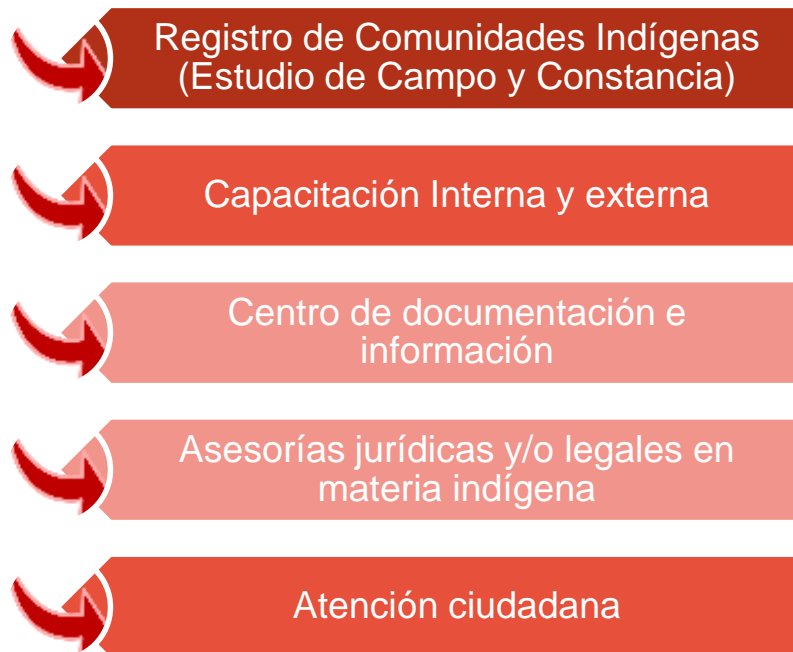 Registro de Comunidades Indígenas
(Estudio de Campo y Constancia)
Capacitación Interna y externa
Centro de documentación e
información
Asesorías jurídicas y/o legales en
materia indígena
Atención ciudadana